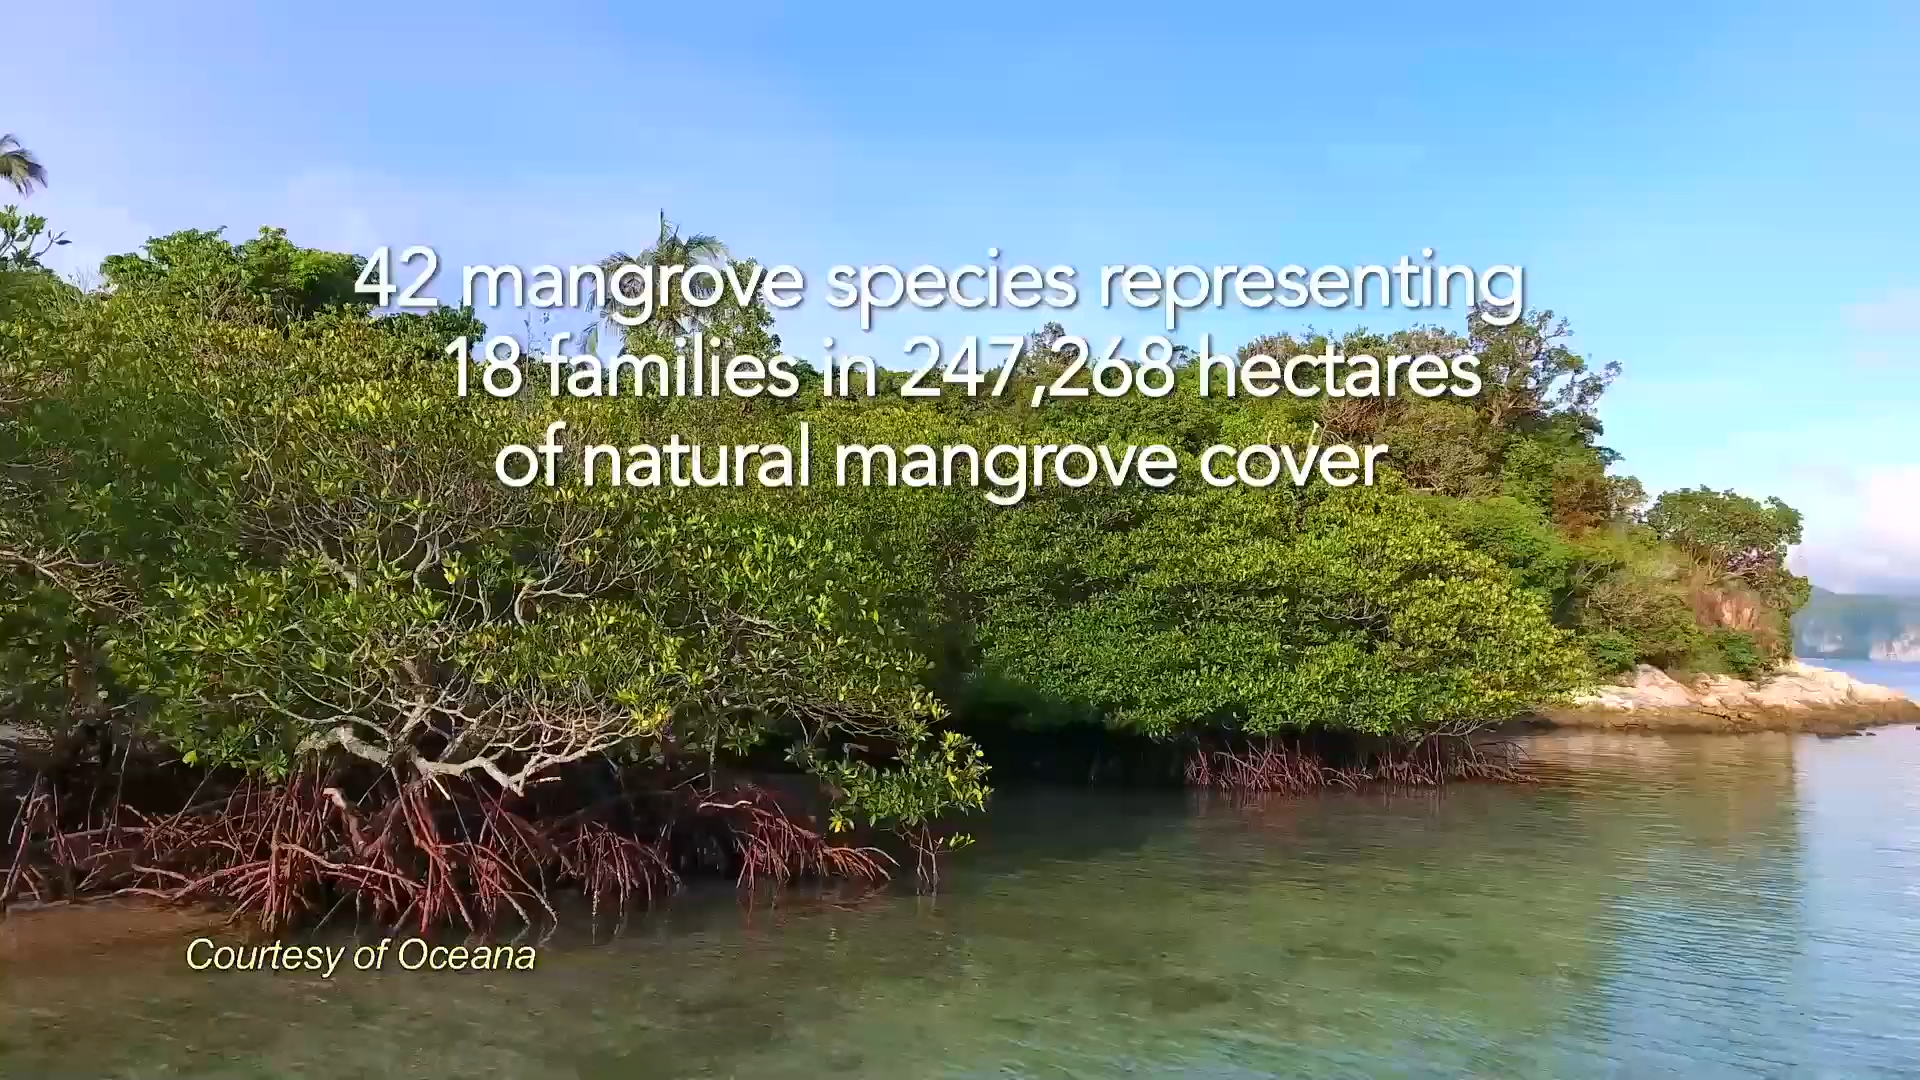 42 mangrove species representing
18 families in 247,268 hectares
of natural mangrove cover
Courtesy of Oceana